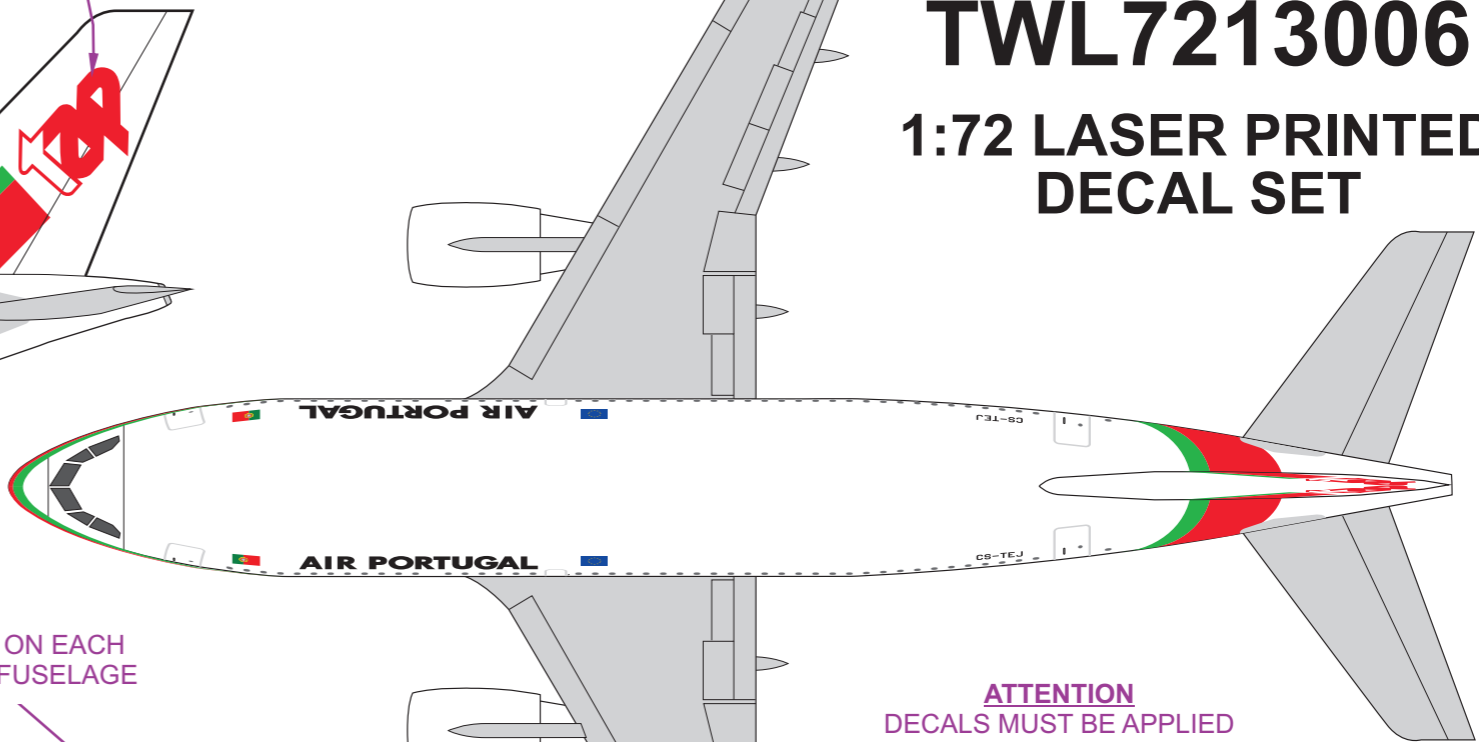 TWL7213006
1:72 LASER PRINTED
DECAL SET
TAP
AIR PORTUGAL
CS-TEJ
AIR PORTUGAL
CS-TEJ
ON EACH
FUSELAGE
ATTENTION
DECALS MUST BE APPLIED